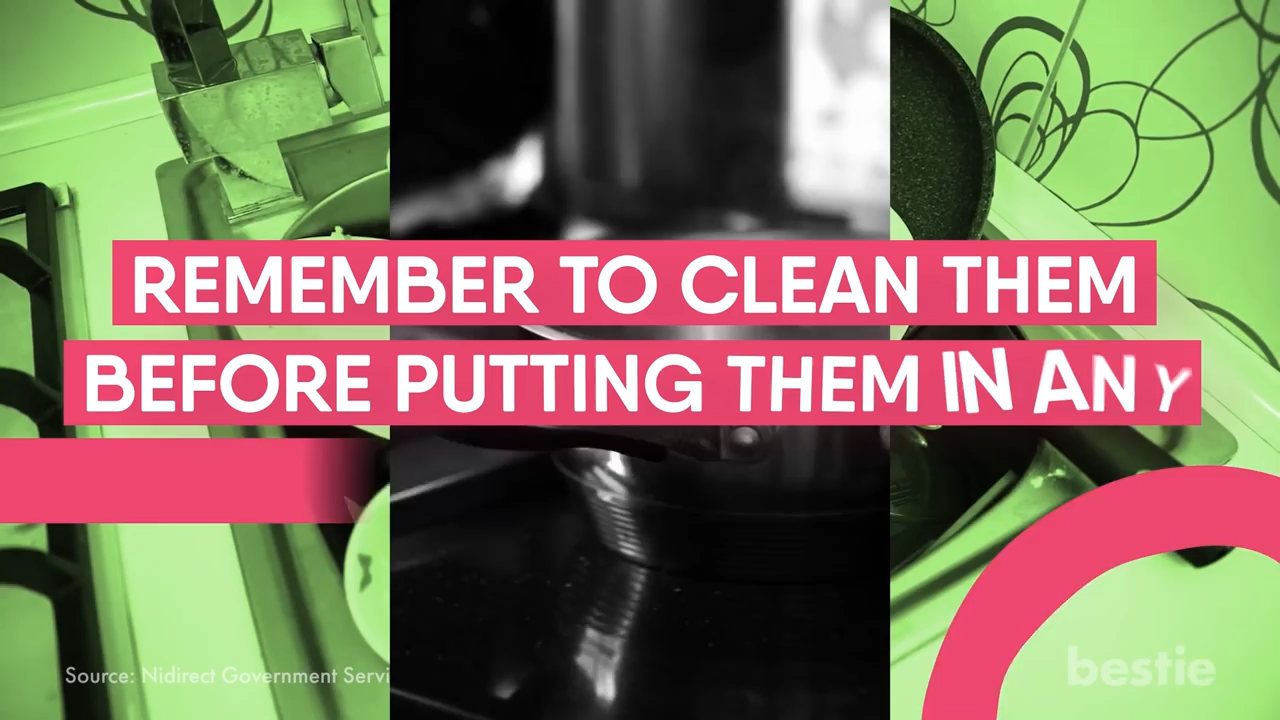 REMEMBER TO CLEAN THEM
BEFORE PUTTING THEM IN ANY
Source: Nidirect Government Servi
bestie